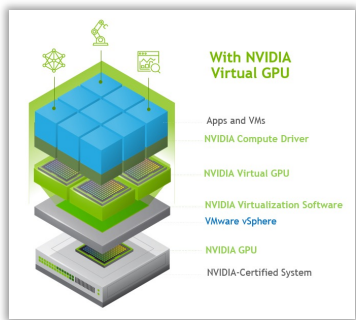 With NVIDIA
Virtual GPU
Apps and VMs
NVIDIA Compute Driver
NVIDIA Virtual GPU
NVIDIA Virtualization Software
VMware vSphere
NVIDIA GPU
NVIDIA-Certified System